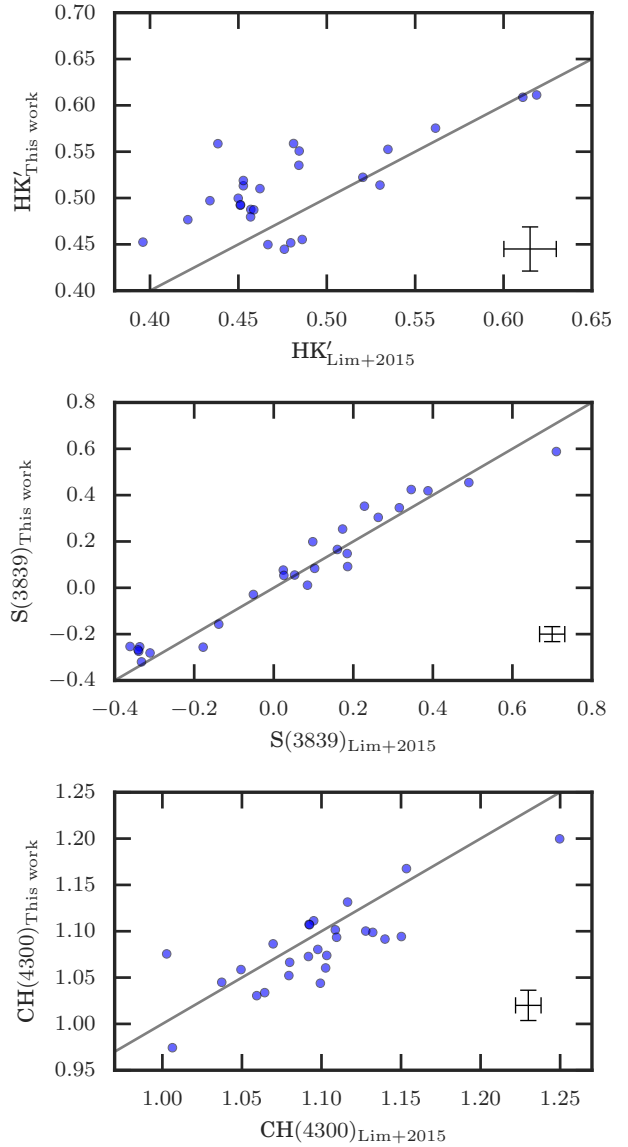 0.70
0.65
0.60
0.55
0.50
0.45
0.40
HK′This work
0.40 0.45 0.50 0.55 0.60 0.65
HK′Lim+2015
0.8
0.6
0.4
0.2
0.0
−0.2
−0.4
S(3839)This work
−0.4 −0.2 0.0 0.2 0.4 0.6 0.8
S(3839)Lim+2015
1.25
1.20
1.15
1.10
1.05
1.00
0.95
CH(4300)This work
1.00 1.05 1.10 1.15 1.20 1.25
CH(4300)Lim+2015